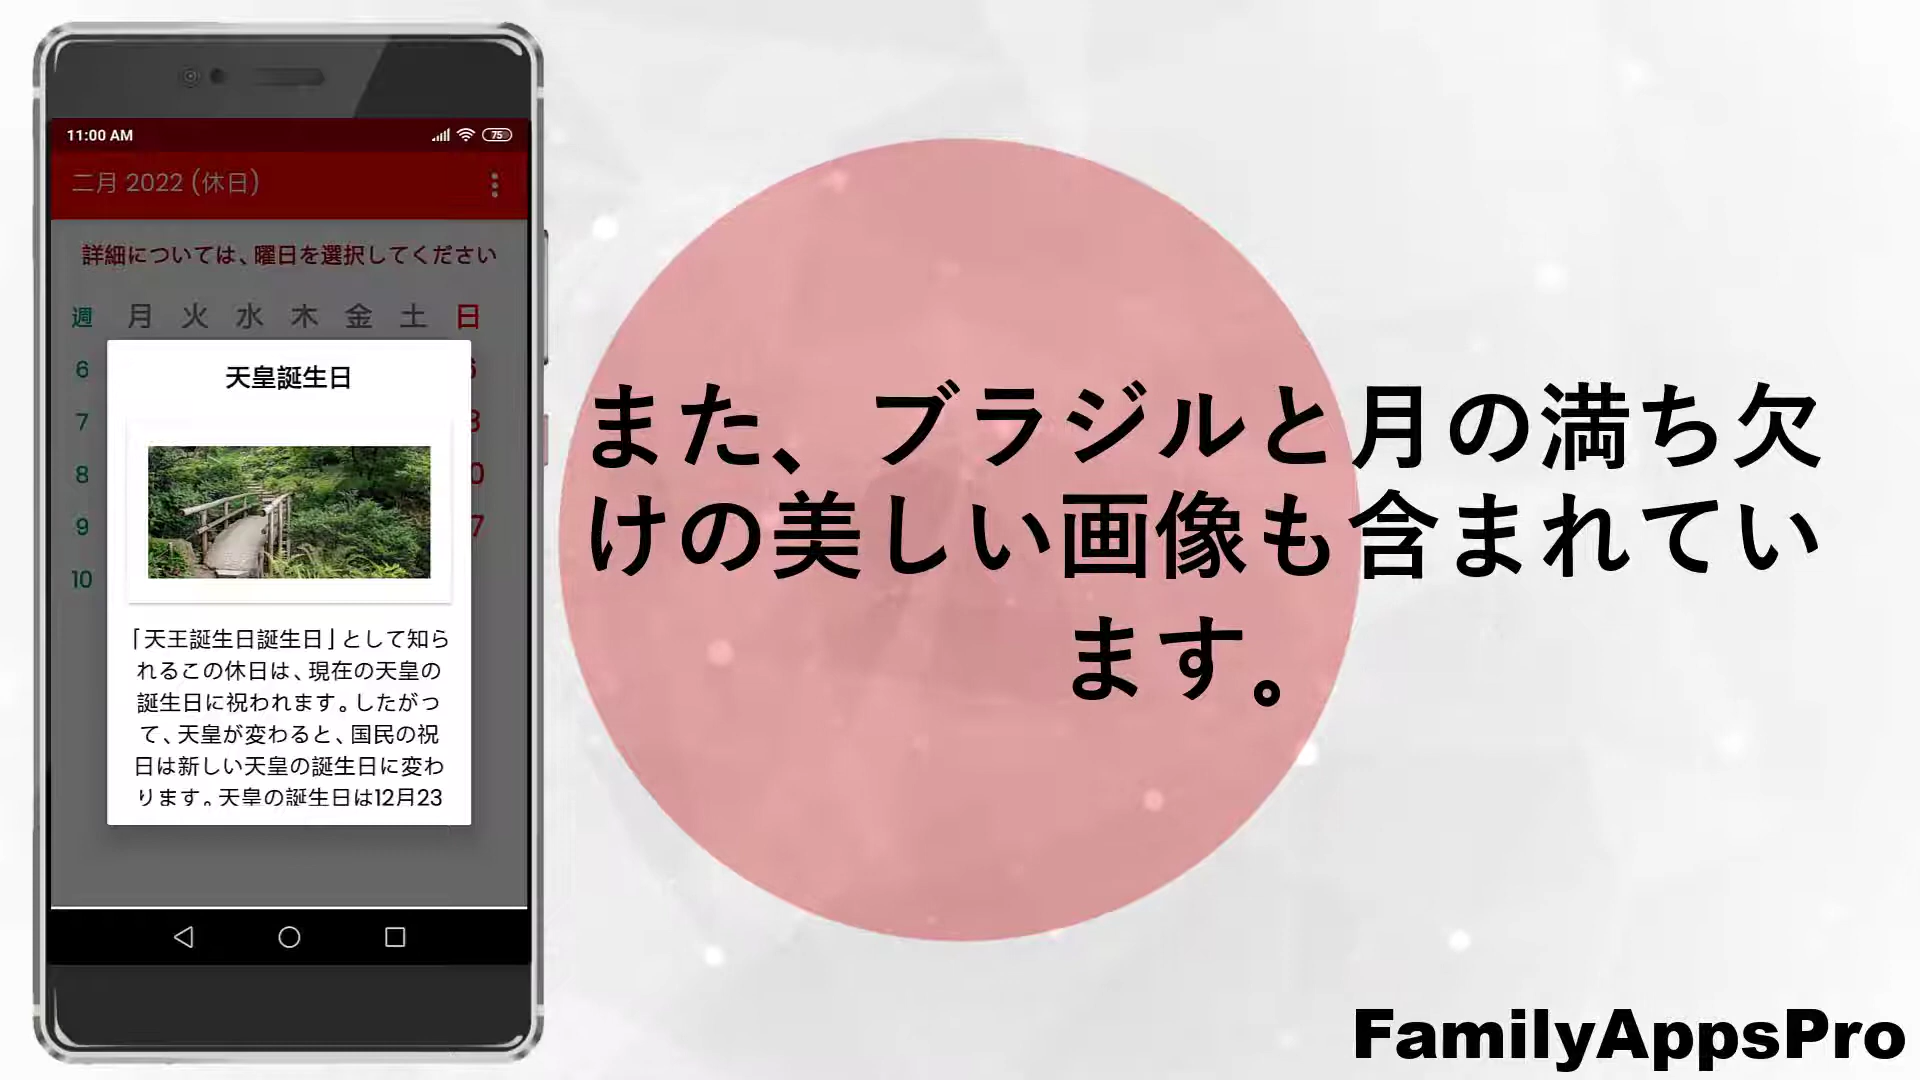 11:00 AM
75
二月 2022 (休日)
詳細については、曜日を選択してください
週 月 火 水 木 金 土 日
6
7
8
9
10
天皇誕生日
「天王誕生日誕生日」として知ら
れるこの休日は、現在の天皇の
誕生日に祝われます。したがっ
て、天皇が変わると、国民の祝
日は新しい天皇の誕生日に変わ
ります。天皇の誕生日は12月23
また、ブラジルと月の満ち欠
けの美しい画像も含まれてい
ます。
FamilyAppsPro